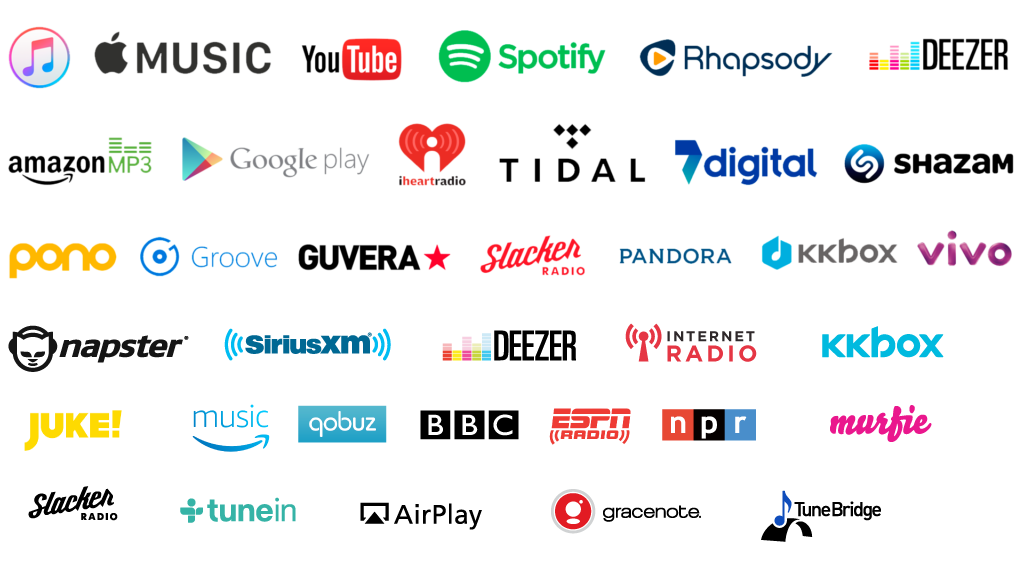 MUSIC YouTube Spotify Rhapsody DEEZER
amazonMP3 Google play iheartradio TIDAL 7digital SHAZAM
pono Groove GUVERA Slacker RADIO PANDORA KKBOX vivo
napster SiriusXM DEEZER INTERNET RADIO KKBOX
JUKE! music qobuz BBC ESPN RADIO npr murfie
Slacker RADIO tunein AirPlay gracenote. TuneBridge